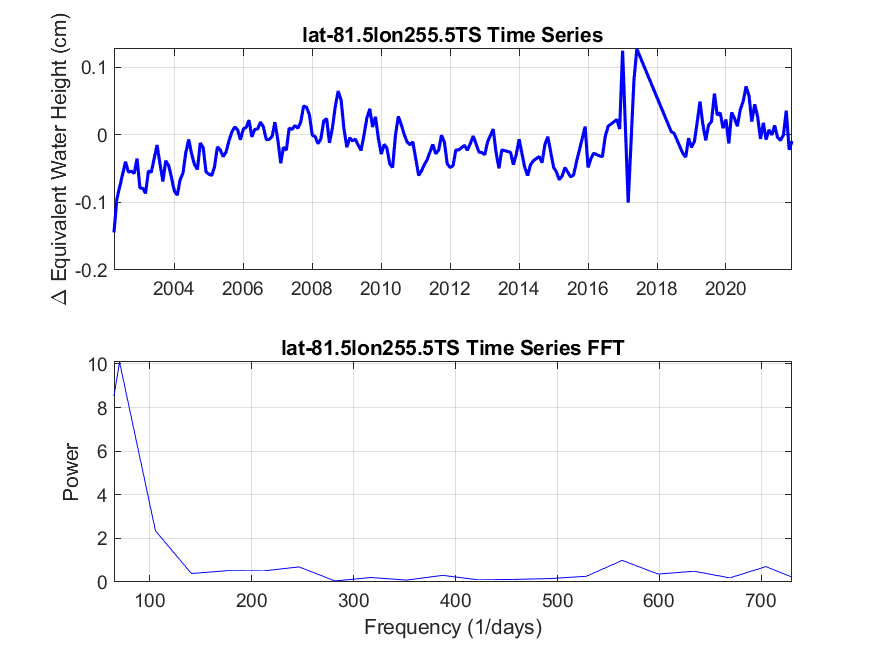 lat-81.5lon255.5TS Time Series
Δ Equivalent Water Height (cm)
0.1
0
-0.1
-0.2
2004 2006 2008 2010 2012 2014 2016 2018 2020
lat-81.5lon255.5TS Time Series FFT
Power
10
8
6
4
2
0
100 200 300 400 500 600 700
Frequency (1/days)